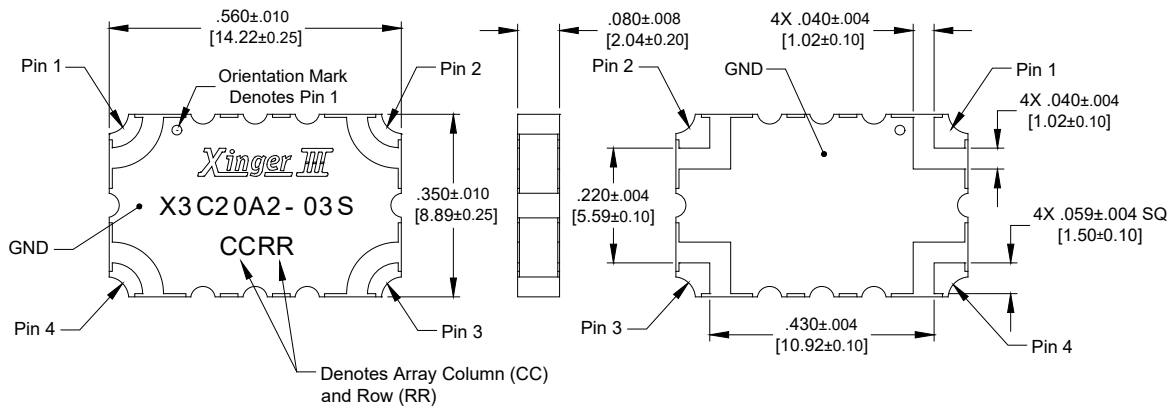 .560±.010
[14.22±0.25]
.080±.008
[2.04±0.20]
4X .040±.004
[1.02±0.10]
Pin 1
Orientation Mark
Denotes Pin 1
Pin 2
Pin 2
GND
Pin 1
4X .040±.004
[1.02±0.10]
Xinger III
X3C20A2-03S
CCRR
.350±.010
[8.89±0.25]
.220±.004
[5.59±0.10]
4X .059±.004 SQ
[1.50±0.10]
GND
Pin 4
Pin 3
Pin 3
.430±.004
[10.92±0.10]
Pin 4
Denotes Array Column (CC)
and Row (RR)